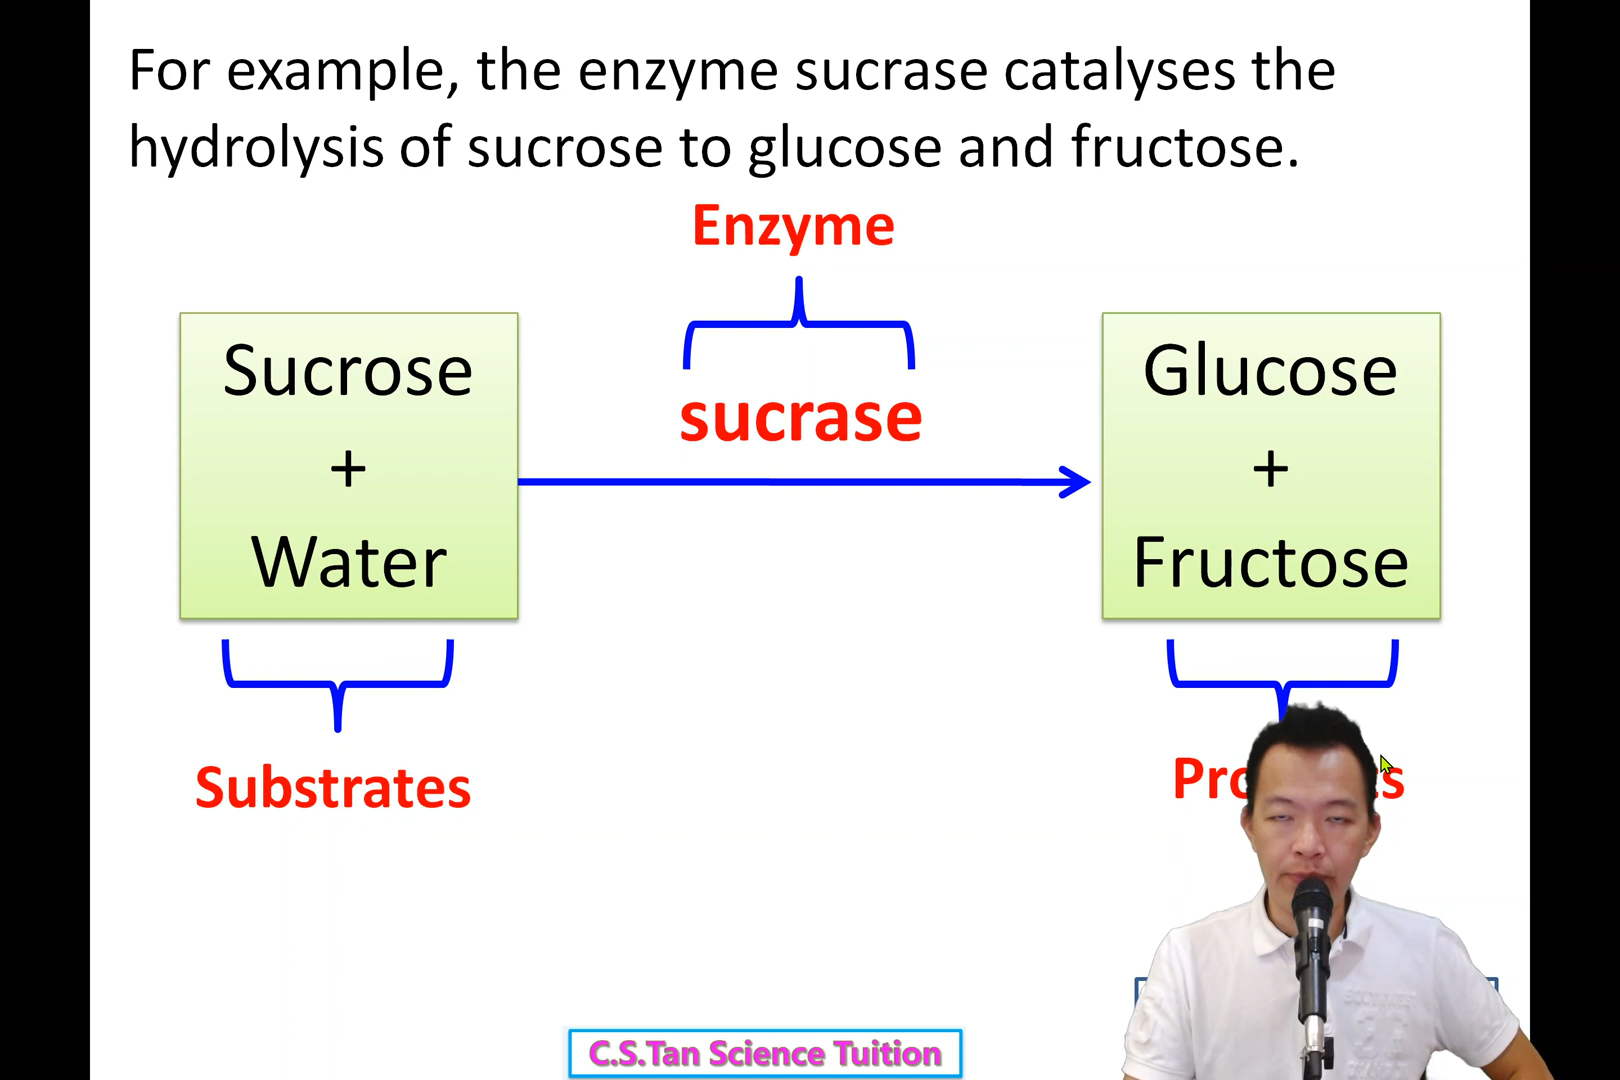 For example, the enzyme sucrase catalyses the
hydrolysis of sucrose to glucose and fructose.
Enzyme
Sucrose
+
Water
sucrase
Glucose
+
Fructose
Substrates
C.S.Tan Science Tuition